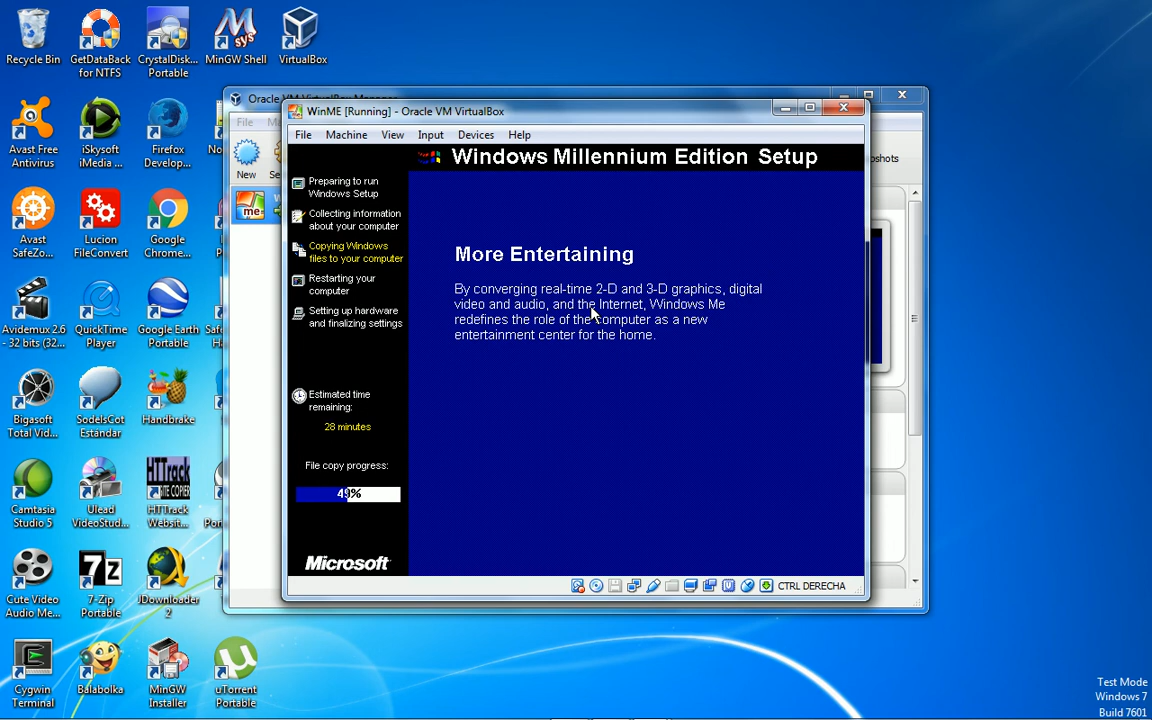 Recycle Bin
GetDataBack
for NTFS
CrystalDisk...
Portable
MinGW Shell
VirtualBox
Avast Free
Antivirus
iSkysoft
iMedia ...
Firefox
Develop...
Avast
SafeZo...
Lucion
FileConvert
Google
Chrome...
Avidemux 2.6
- 32 bits (32...
QuickTime
Player
Google Earth
Portable
Bigasoft
Total Vid...
SodelsCot
Estándar
Handbrake
Camtasia
Studio 5
Ulead
VideoStud...
HTTrack
Websit...
Cute Video
Audio Me...
7-Zip
Portable
JDownloader
2
Cygwin
Terminal
Balabolka
MinGW
Installer
uTorrent
Portable
File
New
WinME [Running] - Oracle VM VirtualBox
File Machine View Input Devices Help
Windows Millennium Edition Setup
Preparing to run
Windows Setup
Collecting information
about your computer
Copying Windows
files to your computer
Restarting your
computer
Setting up hardware
and finalizing settings
Estimated time
remaining:
28 minutes
File copy progress:
49%
Microsoft
More Entertaining
By converging real-time 2-D and 3-D graphics, digital
video and audio, and the Internet, Windows Me
redefines the role of the computer as a new
entertainment center for the home.
CTRL DERECHA
Test Mode
Windows 7
Build 7601